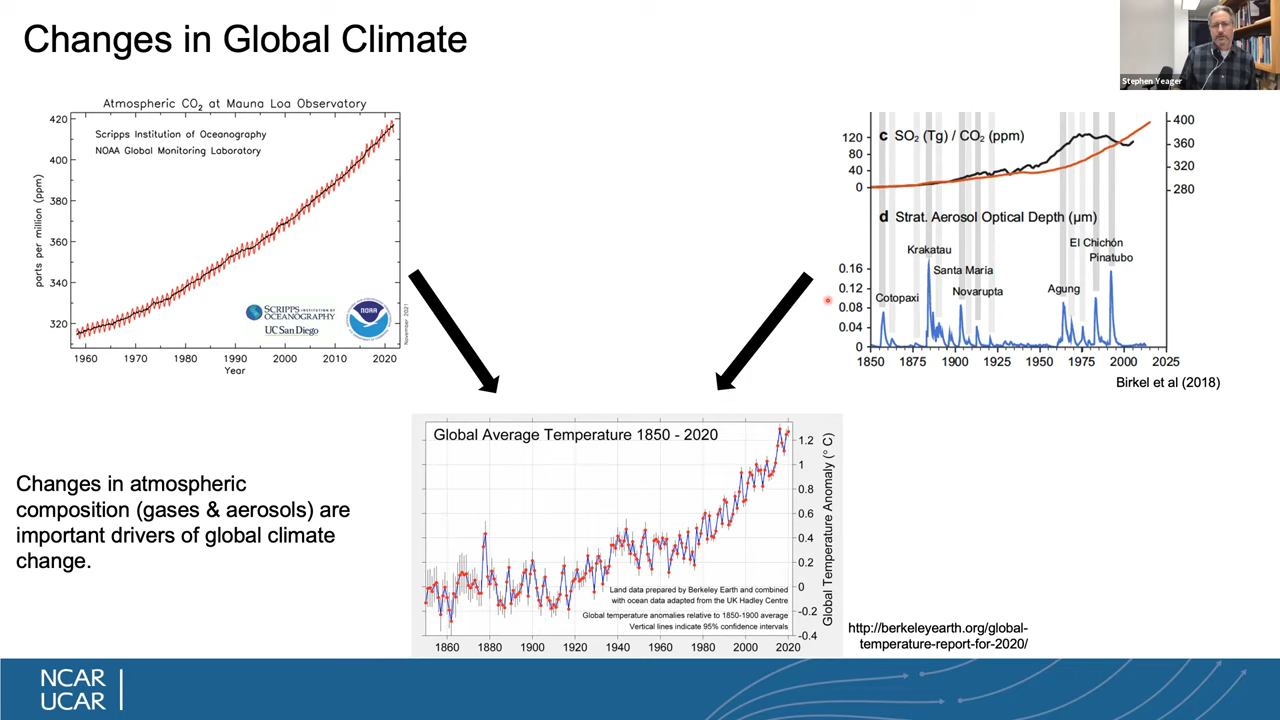 Changes in Global Climate
Stephen Yeager
Atmospheric CO2 at Mauna Loa Observatory
Scripps Institution of Oceanography
NOAA Global Monitoring Laboratory
parts per million (ppm)
420
400
380
360
340
320
1960 1970 1980 1990 2000 2010 2020
Year
SCRIPPS INSTITUTION OF
OCEANOGRAPHY
UC San Diego
NOAA
November 2021
c SO2 (Tg) / CO2 (ppm)
120
80
40
0
400
360
320
280
d Strat. Aerosol Optical Depth (μm)
Krakatau
El Chichón
Pinatubo
Santa María
Cotopaxi
Novarupta
Agung
0.16
0.12
0.08
0.04
0
1850 1875 1900 1925 1950 1975 2000 2025
Birkel et al (2018)
Global Average Temperature 1850 - 2020
Global Temperature Anomaly (° C)
1.2
1
0.8
0.6
0.4
0.2
0
-0.2
-0.4
Land data prepared by Berkeley Earth and combined
with ocean data adapted from the UK Hadley Centre
Global temperature anomalies relative to 1850-1900 average
Vertical lines indicate 95% confidence intervals
1860 1880 1900 1920 1940 1960 1980 2000 2020
Changes in atmospheric
composition (gases & aerosols) are
important drivers of global climate
change.
http://berkeleyearth.org/global-
temperature-report-for-2020/
NCAR
UCAR